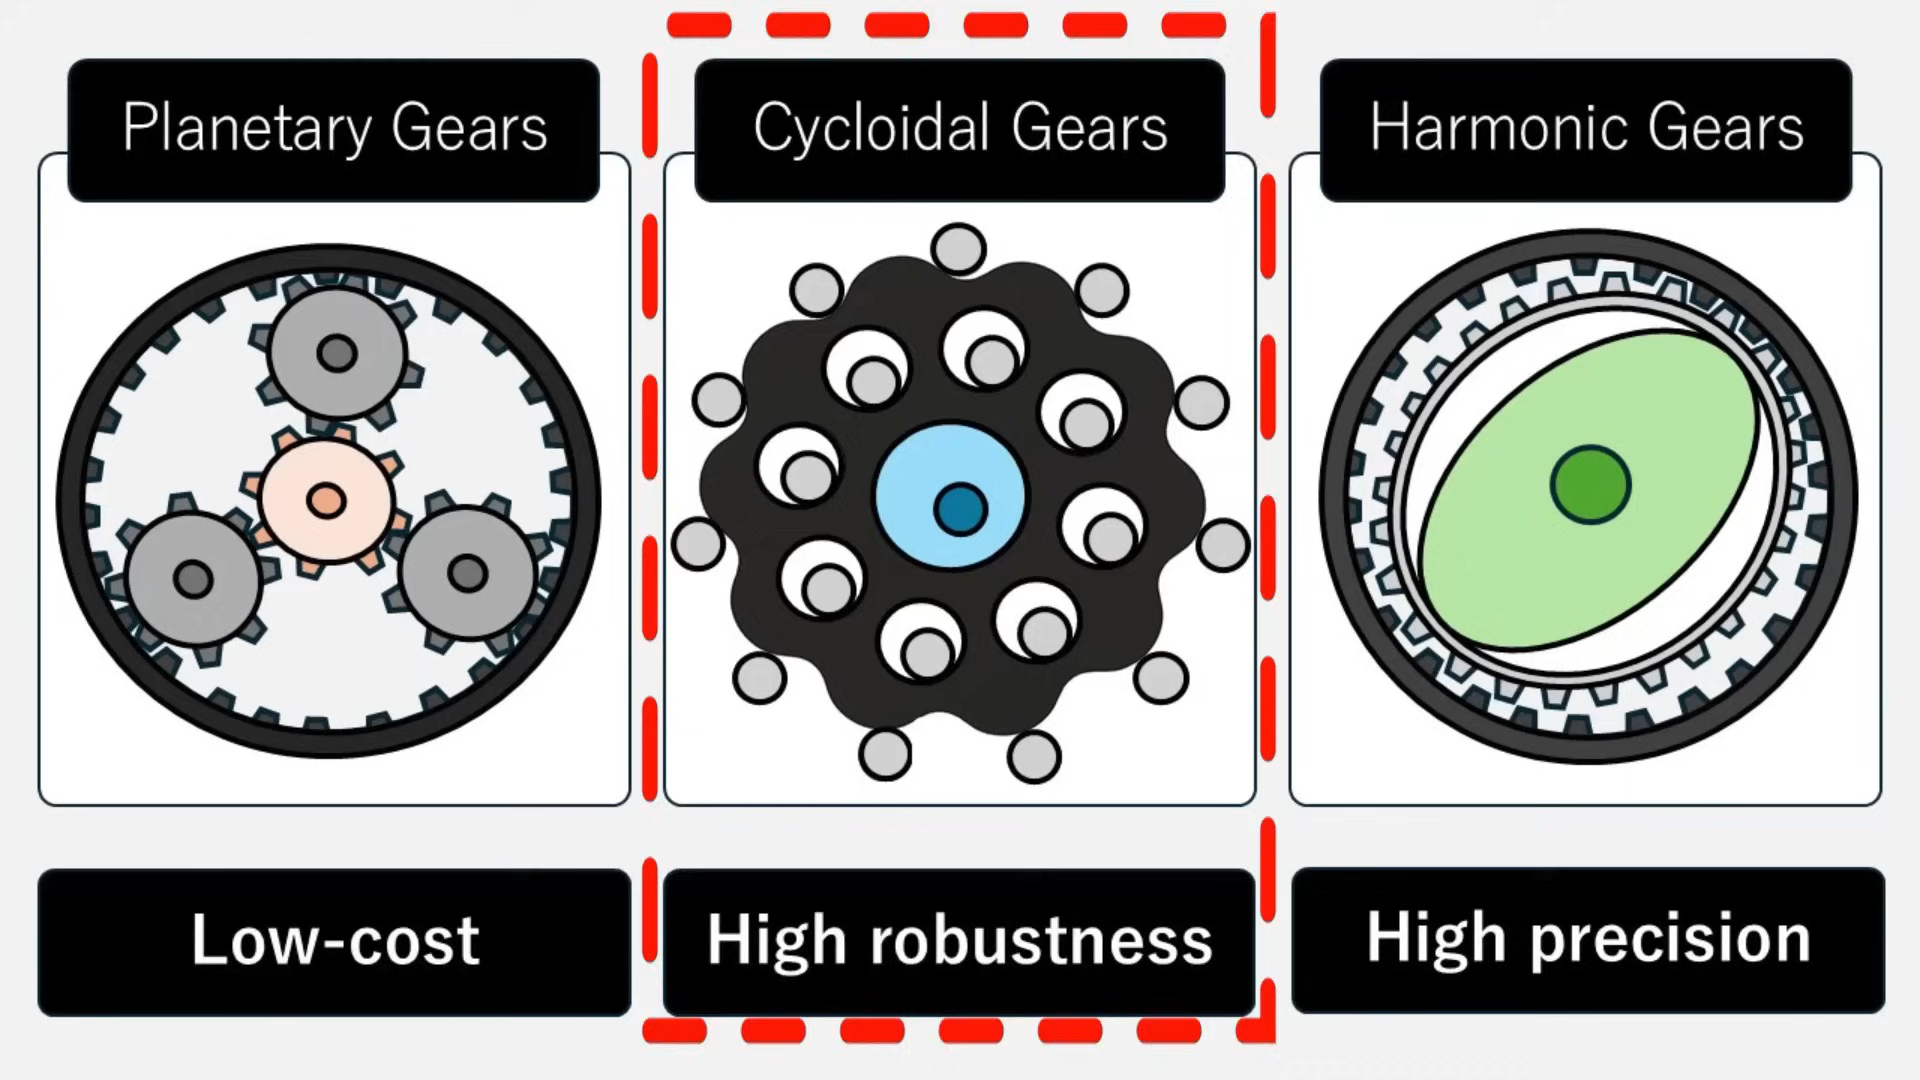 Planetary Gears
Cycloidal Gears
Harmonic Gears
Low-cost
High robustness
High precision